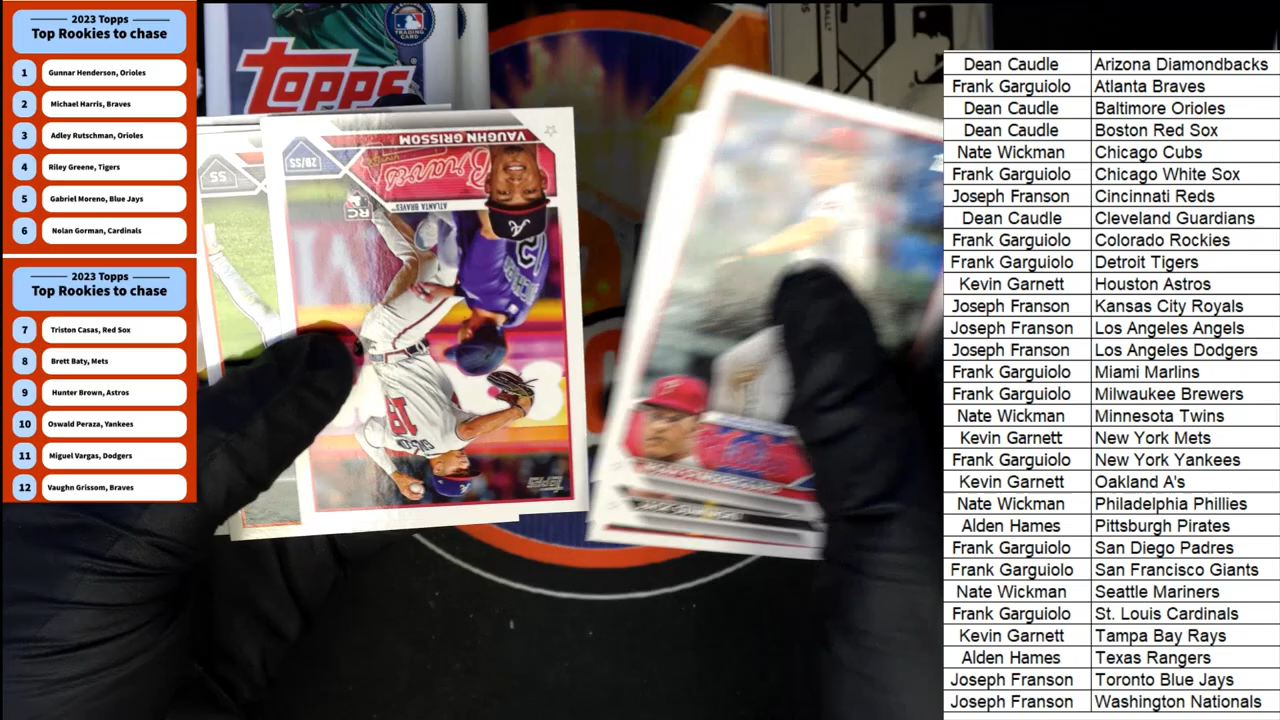 2023 Topps
Top Rookies to chase
1 Gunnar Henderson, Orioles
2 Michael Harris, Braves
3 Adley Rutschman, Orioles
4 Riley Greene, Tigers
5 Gabriel Moreno, Blue Jays
6 Nolan Gorman, Cardinals
2023 Topps
Top Rookies to chase
7 Triston Casas, Red Sox
8 Brett Baty, Mets
9 Hunter Brown, Astros
10 Oswald Peraza, Yankees
11 Miguel Vargas, Dodgers
12 Vaughn Grissom, Braves
TRADING CARD
TOPPS
SS
VAUGHN GRISSOM
2B/SS
Braves
ATLANTA BRAVES
RC
GRISSOM
18
TOPPS
Dean Caudle Arizona Diamondbacks
Frank Garguiolo Atlanta Braves
Dean Caudle Baltimore Orioles
Dean Caudle Boston Red Sox
Nate Wickman Chicago Cubs
Frank Garguiolo Chicago White Sox
Joseph Franson Cincinnati Reds
Dean Caudle Cleveland Guardians
Frank Garguiolo Colorado Rockies
Frank Garguiolo Detroit Tigers
Kevin Garnett Houston Astros
Joseph Franson Kansas City Royals
Joseph Franson Los Angeles Angels
Joseph Franson Los Angeles Dodgers
Frank Garguiolo Miami Marlins
Frank Garguiolo Milwaukee Brewers
Nate Wickman Minnesota Twins
Kevin Garnett New York Mets
Frank Garguiolo New York Yankees
Kevin Garnett Oakland A's
Nate Wickman Philadelphia Phillies
Alden Hames Pittsburgh Pirates
Frank Garguiolo San Diego Padres
Frank Garguiolo San Francisco Giants
Nate Wickman Seattle Mariners
Frank Garguiolo St. Louis Cardinals
Kevin Garnett Tampa Bay Rays
Alden Hames Texas Rangers
Joseph Franson Toronto Blue Jays
Joseph Franson Washington Nationals